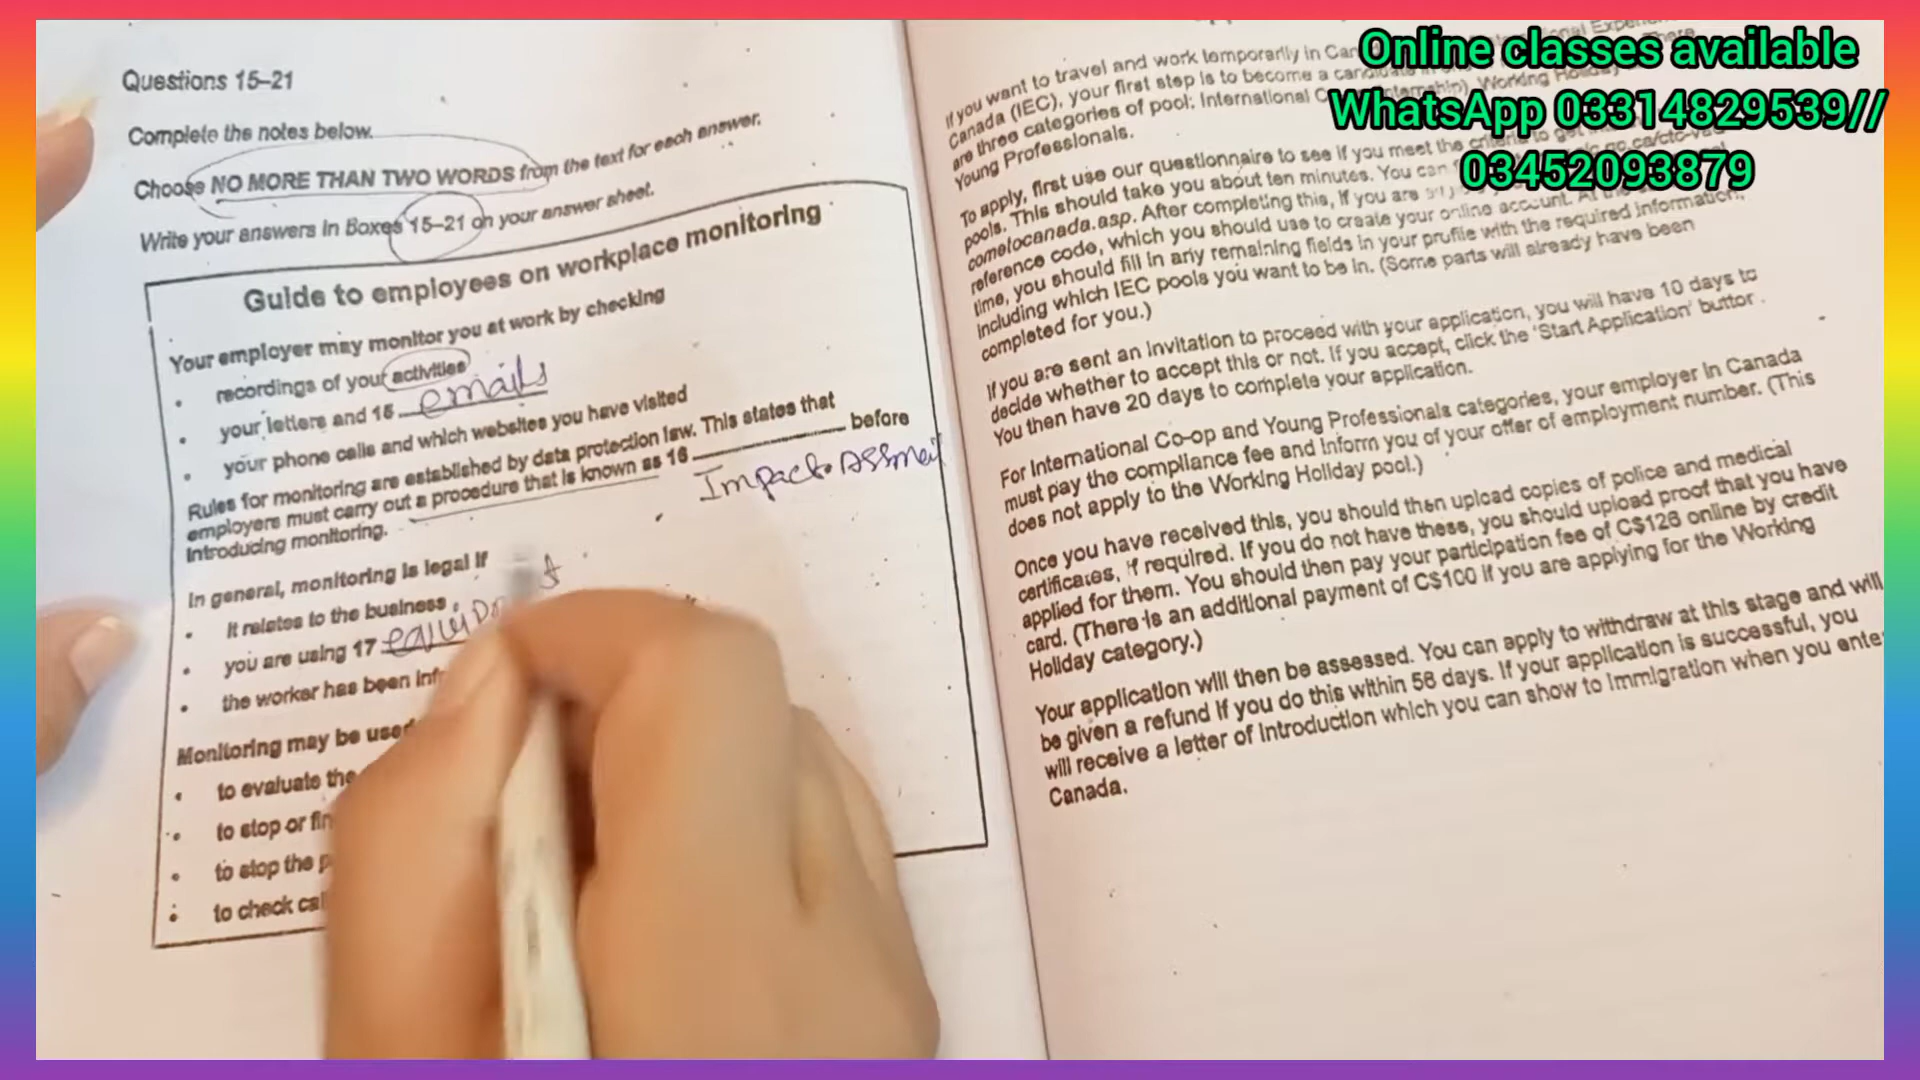 Online classes available
WhatsApp 03314829539//
03452093879
Questions 15–21
Complete the notes below.
Choose NO MORE THAN TWO WORDS from the text for each answer.
Write your answers in Boxes 15–21 on your answer sheet.
Guide to employees on workplace monitoring
Your employer may monitor you at work by checking
• recordings of your activities
• your letters and 15 emails
• your phone calls and which websites you have visited
Rules for monitoring are established by data protection law. This states that
employers must carry out a procedure that is known as 16 ____ before
Impact
introducing monitoring.
In general, monitoring is legal if
• it relates to the business
• you are using 17
• the worker has been
Monitoring may be used
• to evaluate the
• to stop or
• to stop the
• to check
If you want to travel and work temporarily in
Canada (IEC), your first step is to become a candidate
are three categories of pool: International Working Holiday
Young Professionals.
To apply, first use our questionnaire to see if you meet the criteria to get
pools. This should take you about ten minutes. You can
cometocanada.asp. After completing this, if you are
reference code, which you should use to create your online account. At the
time, you should fill in any remaining fields in your profile with the required information,
including which IEC pools you want to be in. (Some parts will already have been
completed for you.)
If you are sent an invitation to proceed with your application, you will have 10 days to
decide whether to accept this or not. If you accept, click the 'Start Application' button.
You then have 20 days to complete your application.
For International Co-op and Young Professionals categories, your employer in Canada
must pay the compliance fee and inform you of your offer of employment number. (This
does not apply to the Working Holiday pool.)
Once you have received this, you should then upload copies of police and medical
certificates, if required. If you do not have these, you should upload proof that you have
applied for them. You should then pay your participation fee of C$126 online by credit
card. (There is an additional payment of C$100 if you are applying for the Working
Holiday category.)
Your application will then be assessed. You can apply to withdraw at this stage and will
be given a refund if you do this within 56 days. If your application is successful, you
will receive a letter of introduction which you can show to immigration when you enter
Canada.